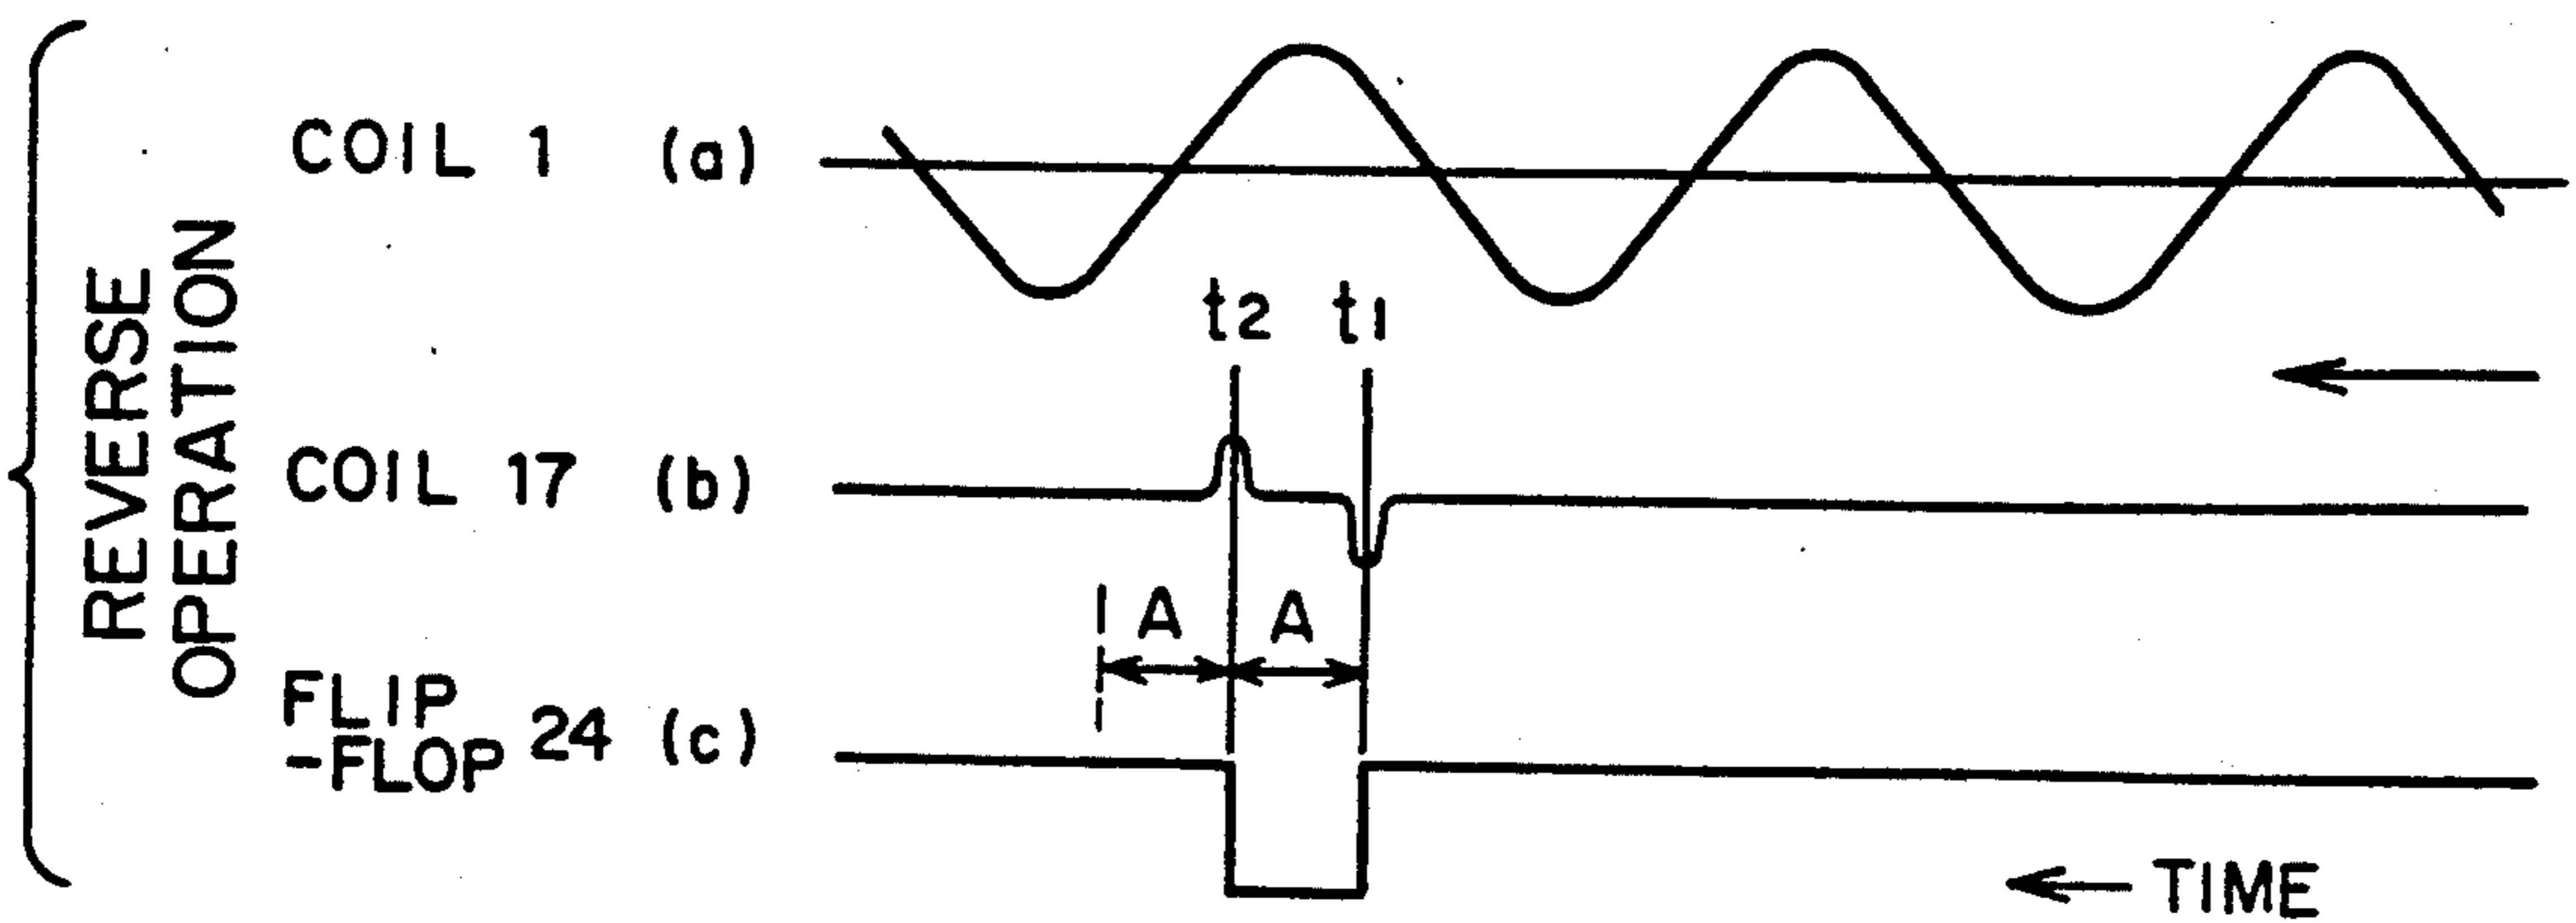 REVERSE
OPERATION
COIL 1 (a)
t2 t1
COIL 17 (b)
A A
FLIP
-FLOP 24 (c)
TIME